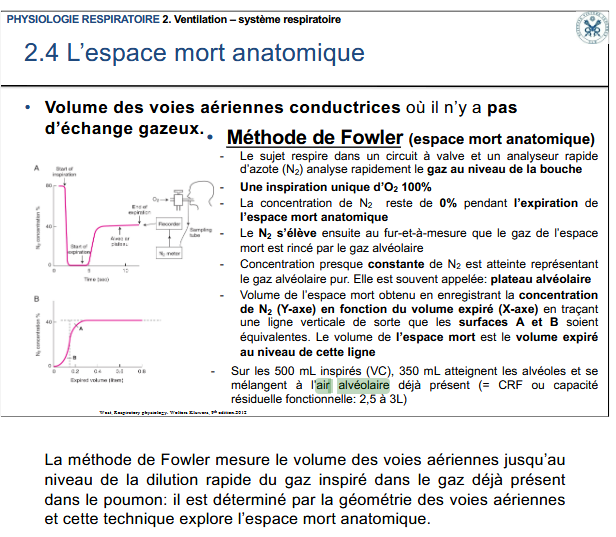 PHYSIOLOGIE RESPIRATOIRE 2. Ventilation – système respiratoire
2.4 L'espace mort anatomique
• Volume des voies aériennes conductrices où il n'y a pas
d'échange gazeux.
• Méthode de Fowler (espace mort anatomique)
- Le sujet respire dans un circuit à valve et un analyseur rapide
d'azote (N2) analyse rapidement le gaz au niveau de la bouche
- Une inspiration unique d'O2 100%
- La concentration de N2 reste de 0% pendant l'expiration de
l'espace mort anatomique
- Le N2 s'élève ensuite au fur-et-à-mesure que le gaz de l'espace
mort est rincé par le gaz alvéolaire
- Concentration presque constante de N2 est atteinte représentant
le gaz alvéolaire pur. Elle est souvent appelée: plateau alvéolaire
- Volume de l'espace mort obtenu en enregistrant la concentration
de N2 (Y-axe) en fonction du volume expiré (X-axe) en traçant
une ligne verticale de sorte que les surfaces A et B soient
équivalentes. Le volume de l'espace mort est le volume expiré
au niveau de cette ligne
- Sur les 500 mL inspirés (VC), 350 mL atteignent les alvéoles et se
mélangent à l'air alvéolaire déjà présent (= CRF ou capacité
résiduelle fonctionnelle: 2,5 à 3L)
A
Start of
inspiration
80
40
0
N2 concentration %
Start of
expiration
End of
expiration
Alveolar
plateau
0
5
10
Time (sec)
O2
Recorder
Sampling
tube
N2 meter
B
40
0
N2 concentration %
A
B
0
0.2
0.4
0.6
0.8
Expired volume (liters)
West, Respiratory physiology. Wolters Kluvers, 9th edition 2012
La méthode de Fowler mesure le volume des voies aériennes jusqu'au
niveau de la dilution rapide du gaz inspiré dans le gaz déjà présent
dans le poumon: il est déterminé par la géométrie des voies aériennes
et cette technique explore l'espace mort anatomique.